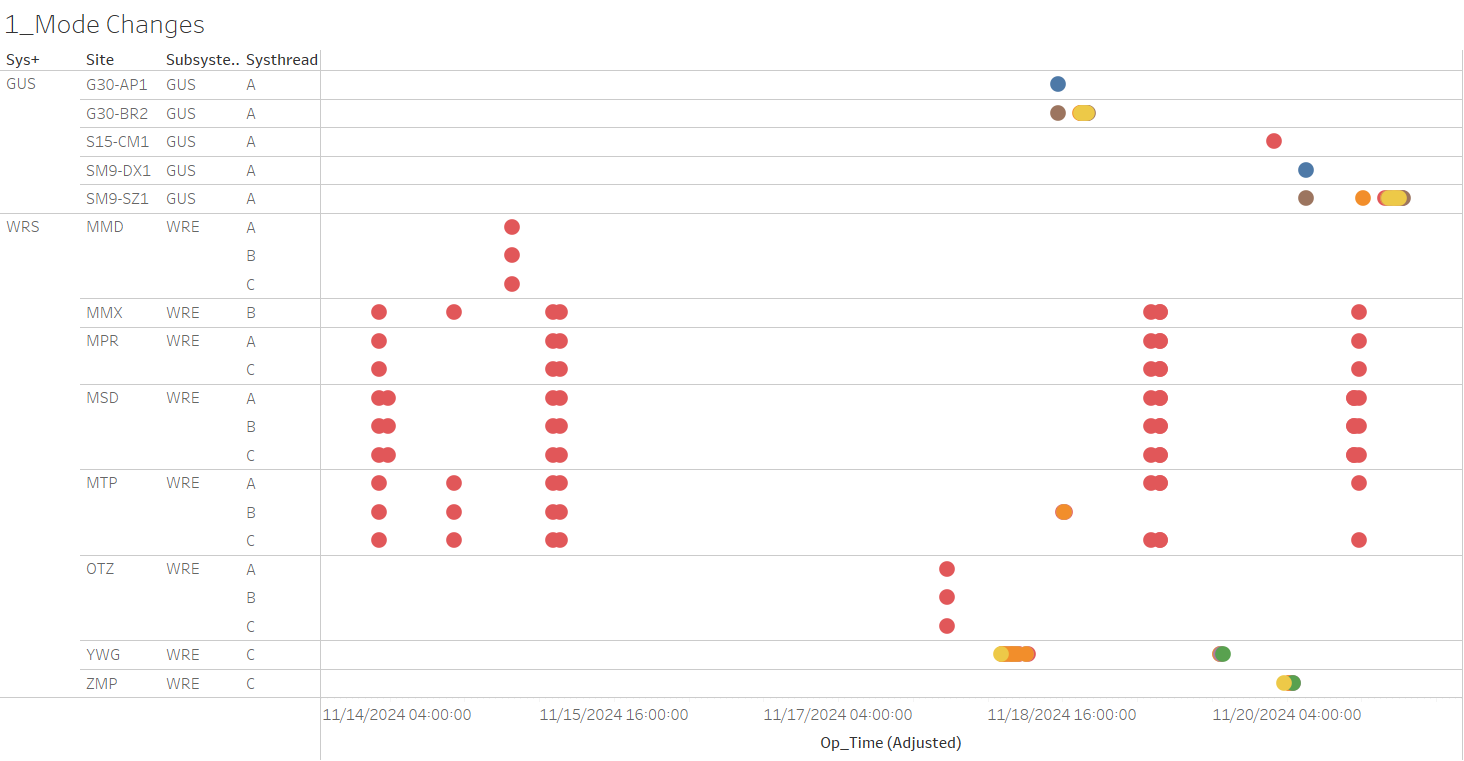 1_Mode Changes
Sys+ Site Subsyste.. Systhread
GUS G30-AP1 GUS A
G30-BR2 GUS A
S15-CM1 GUS A
SM9-DX1 GUS A
SM9-SZ1 GUS A
WRS MMD WRE A
B
C
MMX WRE B
MPR WRE A
C
MSD WRE A
B
C
MTP WRE A
B
C
OTZ WRE A
B
C
YWG WRE C
ZMP WRE C
11/14/2024 04:00:00 11/15/2024 16:00:00 11/17/2024 04:00:00 11/18/2024 16:00:00 11/20/2024 04:00:00
Op_Time (Adjusted)